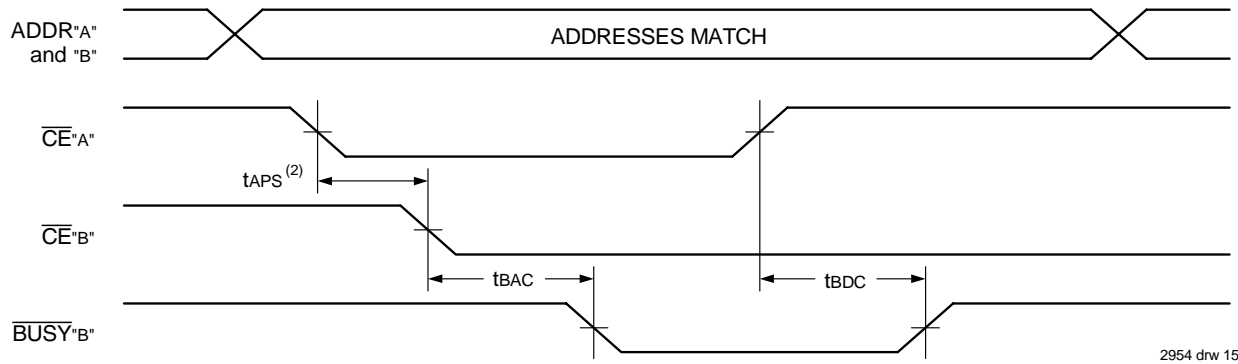 ADDR"A"
and "B"
ADDRESSES MATCH
CE"A"
tAPS (2)
CE"B"
tBAC
tBDC
BUSY"B"
2954 drw 15